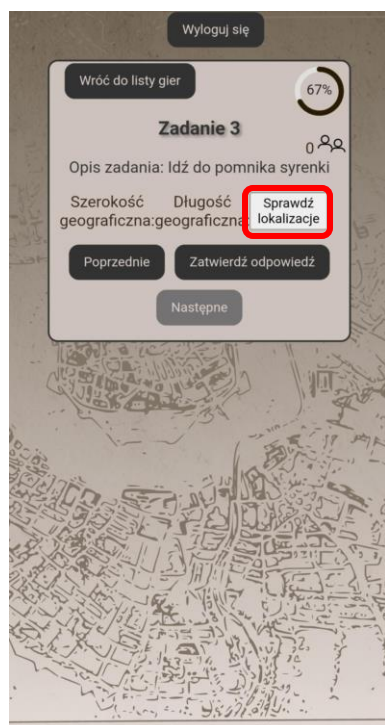 Wyloguj się
Wróć do listy gier
67%
Zadanie 3
0
Opis zadania: Idź do pomnika syrenki
Szerokość Długość Sprawdź
geograficzna:geograficzna: lokalizacje
Poprzednie Zatwierdź odpowiedź
Następne